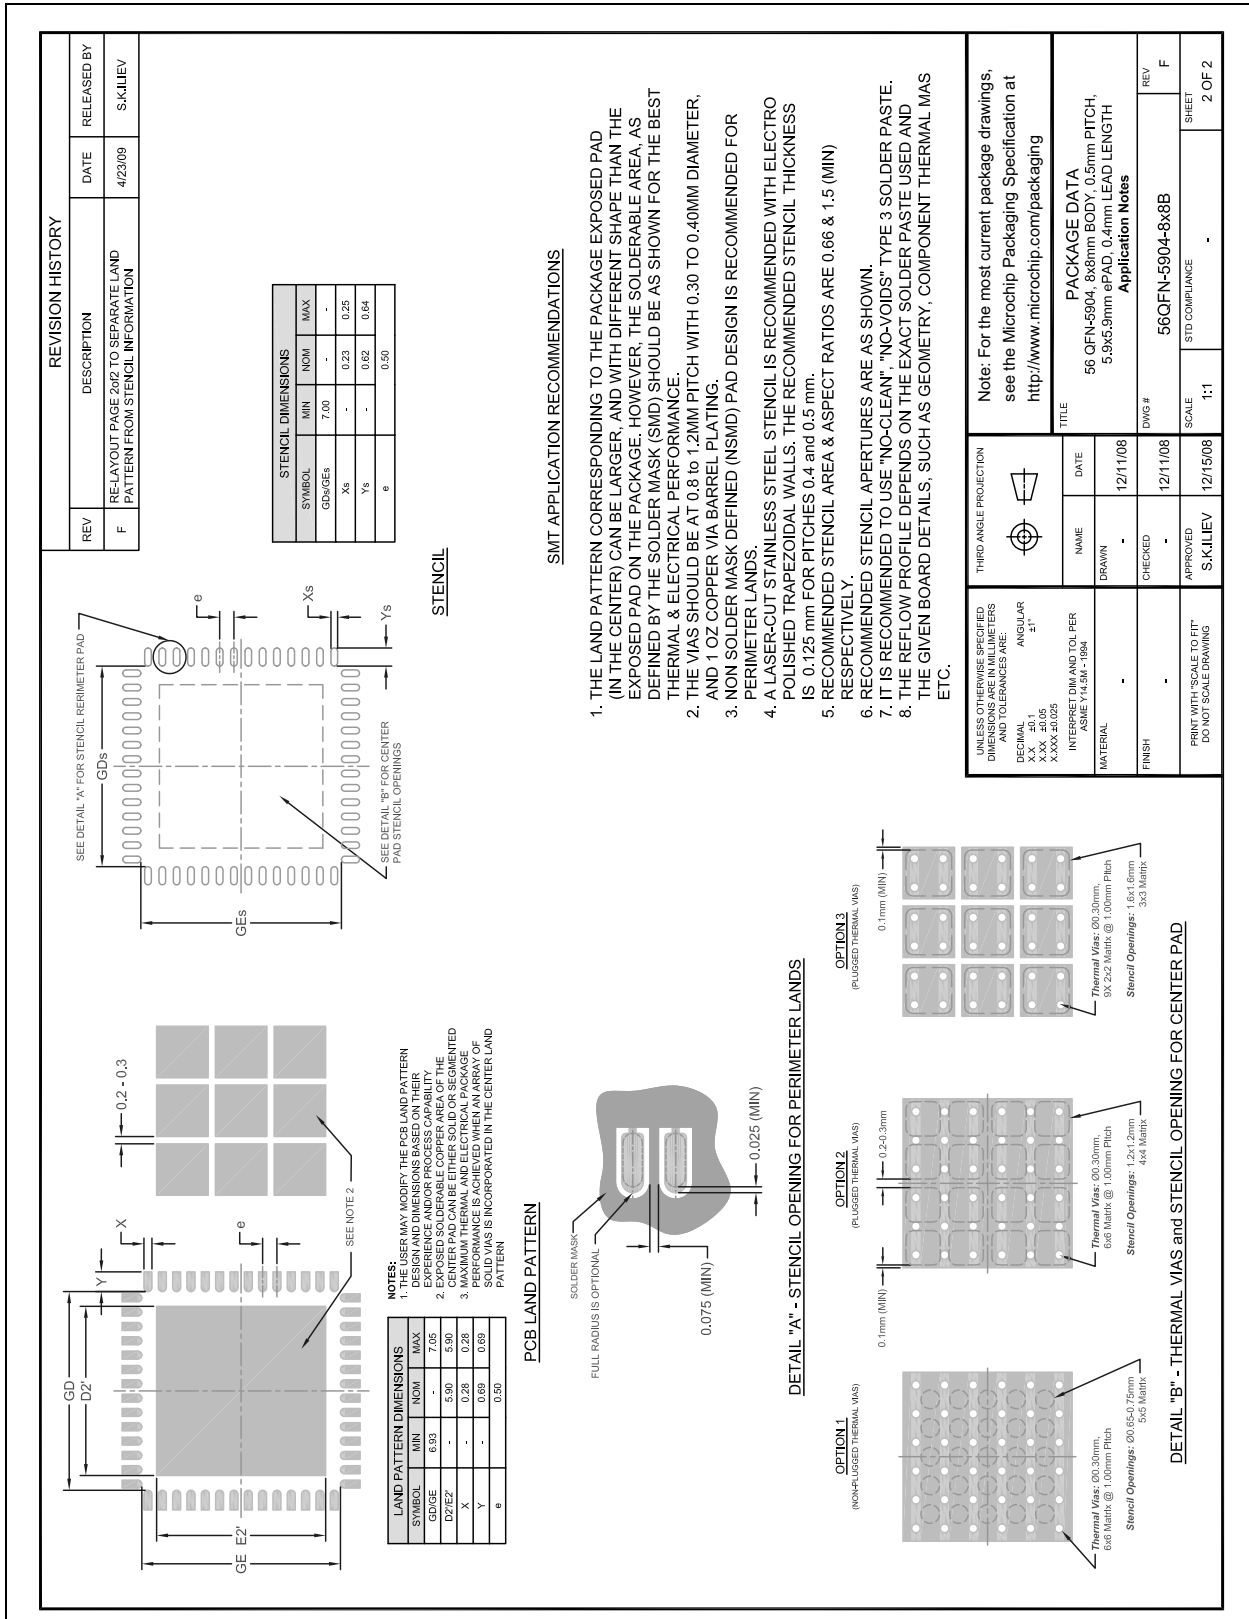 REVISION HISTORY
REV DESCRIPTION DATE RELEASED BY
F RE-LAYOUT PAGE 2of2 TO SEPARATE LAND 4/23/09 S.K.ILIEV
PATTERN FROM STENCIL INFORMATION
GD
D2'
GE
E2'
Y
X
e
0.2 - 0.3
SEE NOTE 2
LAND PATTERN DIMENSIONS
SYMBOL MIN NOM MAX
GD/GE 6.93 - 7.05
D2'/E2' - 5.90 5.90
X - 0.28 0.28
Y - 0.69 0.69
e 0.50
NOTES:
1. THE USER MAY MODIFY THE PCB LAND PATTERN
DESIGN AND DIMENSIONS BASED ON THEIR
EXPERIENCE AND/OR PROCESS CAPABILITY
2. EXPOSED SOLDERABLE COPPER AREA OF THE
CENTER PAD CAN BE EITHER SOLID OR SEGMENTED
3. MAXIMUM THERMAL AND ELECTRICAL PACKAGE
PERFORMANCE IS ACHIEVED WHEN AN ARRAY OF
SOLID VIAS IS INCORPORATED IN THE CENTER LAND
PATTERN
PCB LAND PATTERN
SEE DETAIL "A" FOR STENCIL RERIMETER PAD
GDs
GEs
e
Xs
Ys
SEE DETAIL "B" FOR CENTER
PAD STENCIL OPENINGS
STENCIL
STENCIL DIMENSIONS
SYMBOL MIN NOM MAX
GDs/GEs 7.00 - -
Xs - 0.23 0.25
Ys - 0.62 0.64
e 0.50
SOLDER MASK
FULL RADIUS IS OPTIONAL
0.075 (MIN)
0.025 (MIN)
DETAIL "A" - STENCIL OPENING FOR PERIMETER LANDS
SMT APPLICATION RECOMMENDATIONS
1. THE LAND PATTERN CORRESPONDING TO THE PACKAGE EXPOSED PAD
(IN THE CENTER) CAN BE LARGER, AND WITH DIFFERENT SHAPE THAN THE
EXPOSED PAD ON THE PACKAGE. HOWEVER, THE SOLDERABLE AREA, AS
DEFINED BY THE SOLDER MASK (SMD) SHOULD BE AS SHOWN FOR THE BEST
THERMAL & ELECTRICAL PERFORMANCE.
2. THE VIAS SHOULD BE AT 0.8 to 1.2MM PITCH WITH 0.30 TO 0.40MM DIAMETER,
AND 1 OZ COPPER VIA BARREL PLATING.
3. NON SOLDER MASK DEFINED (NSMD) PAD DESIGN IS RECOMMENDED FOR
PERIMETER LANDS.
4. A LASER-CUT STAINLESS STEEL STENCIL IS RECOMMENDED WITH ELECTRO
POLISHED TRAPEZOIDAL WALLS. THE RECOMMENDED STENCIL THICKNESS
IS 0.125 mm FOR PITCHES 0.4 and 0.5 mm.
5. RECOMMENDED STENCIL AREA & ASPECT RATIOS ARE 0.66 & 1.5 (MIN)
RESPECTIVELY.
6. RECOMMENDED STENCIL APERTURES ARE AS SHOWN.
7. IT IS RECOMMENDED TO USE "NO-CLEAN", "NO-VOIDS" TYPE 3 SOLDER PASTE.
8. THE REFLOW PROFILE DEPENDS ON THE EXACT SOLDER PASTE USED AND
THE GIVEN BOARD DETAILS, SUCH AS GEOMETRY, COMPONENT THERMAL MAS
ETC.
OPTION 1
(NON-PLUGGED THERMAL VIAS)
Thermal Vias: Ø0.30mm,
6x6 Matrix @ 1.00mm Pitch
Stencil Openings: Ø0.65-0.75mm
5x5 Matrix
OPTION 2
(PLUGGED THERMAL VIAS)
0.1mm (MIN)
0.2-0.3mm
Thermal Vias: Ø0.30mm,
6x6 Matrix @ 1.00mm Pitch
Stencil Openings: 1.2x1.2mm
4x4 Matrix
OPTION 3
(PLUGGED THERMAL VIAS)
0.1mm (MIN)
Thermal Vias: Ø0.30mm,
9X 2x2 Matrix @ 1.00mm Pitch
Stencil Openings: 1.6x1.6mm
3x3 Matrix
DETAIL "B" - THERMAL VIAS and STENCIL OPENING FOR CENTER PAD
UNLESS OTHERWISE SPECIFIED
DIMENSIONS ARE IN MILLIMETERS
AND TOLERANCES ARE:
DECIMAL ANGULAR
X.X ±0.1 ±1°
X.XX ±0.05
X.XXX ±0.025
INTERPRET DIM AND TOL PER
ASME Y14.5M - 1994
MATERIAL
-
FINISH
-
PRINT WITH "SCALE TO FIT"
DO NOT SCALE DRAWING
THIRD ANGLE PROJECTION
NAME DATE
DRAWN
- 12/11/08
CHECKED
- 12/11/08
APPROVED
S.K.ILIEV 12/15/08
Note: For the most current package drawings,
see the Microchip Packaging Specification at
http://www.microchip.com/packaging
TITLE
PACKAGE DATA
56 QFN-5904, 8x8mm BODY, 0.5mm PITCH,
5.9x5.9mm ePAD, 0.4mm LEAD LENGTH
Application Notes
DWG # REV
56QFN-5904-8x8B F
SCALE STD COMPLIANCE SHEET
1:1 - 2 OF 2